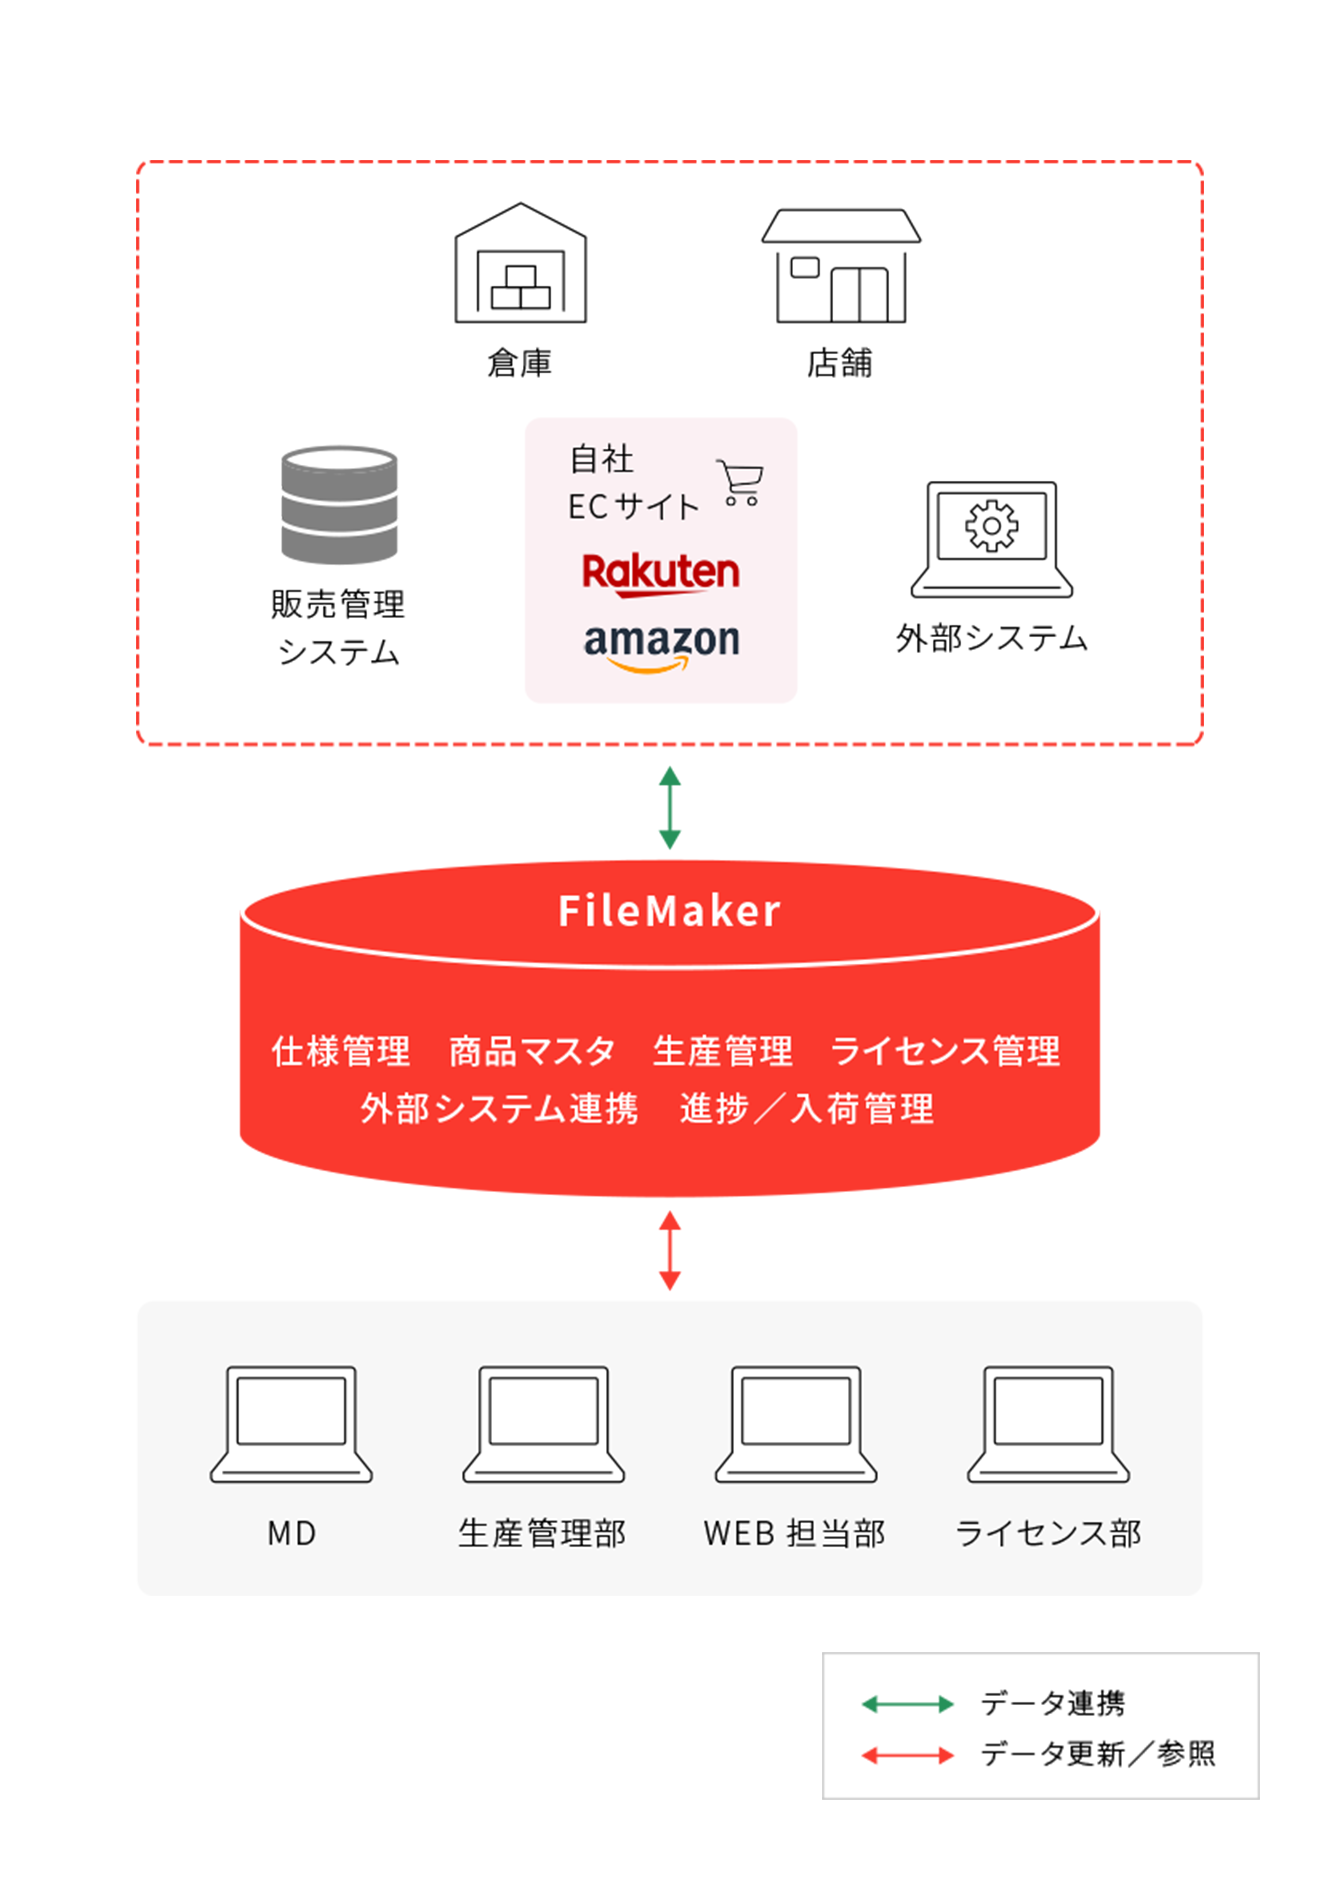 倉庫
店舗
自社
ECサイト
Rakuten
amazon
販売管理
システム
外部システム
FileMaker
仕様管理 商品マスタ 生産管理 ライセンス管理
外部システム連携 進捗／入荷管理
MD
生産管理部
WEB 担当部
ライセンス部
データ連携
データ更新／参照